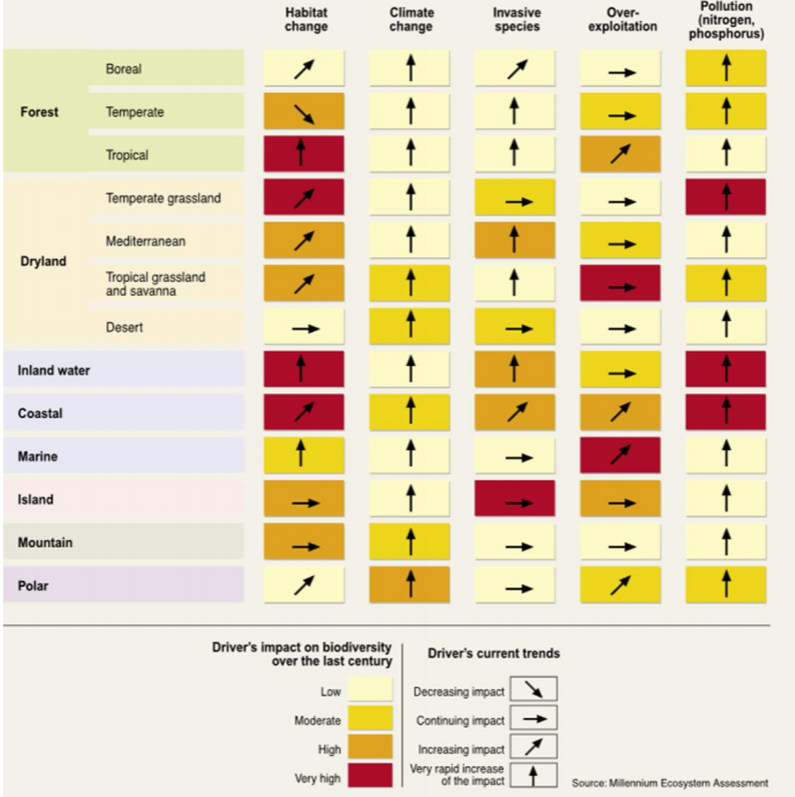 Habitat change
Climate change
Invasive species
Over-exploitation
Pollution (nitrogen, phosphorus)
Forest
Boreal
Temperate
Tropical
Dryland
Temperate grassland
Mediterranean
Tropical grassland
and savanna
Desert
Inland water
Coastal
Marine
Island
Mountain
Polar
Driver's impact on biodiversity
over the last century
Low
Moderate
High
Very high
Driver's current trends
Decreasing impact
Continuing impact
Increasing impact
Very rapid increase
of the impact
Source: Millennium Ecosystem Assessment